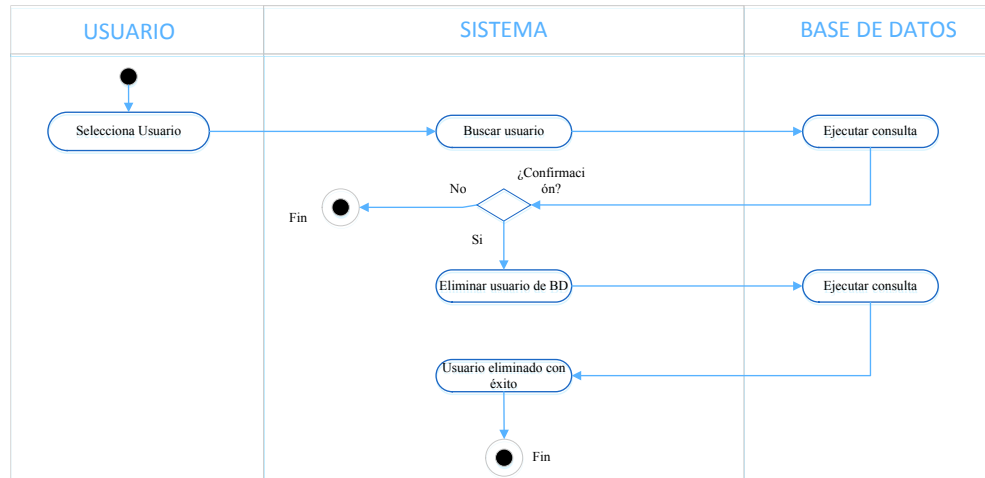 USUARIO
SISTEMA
BASE DE DATOS
Selecciona Usuario
Buscar usuario
Ejecutar consulta
¿Confirmaci
ón?
No
Fin
Si
Eliminar usuario de BD
Ejecutar consulta
Usuario eliminado con
éxito
Fin